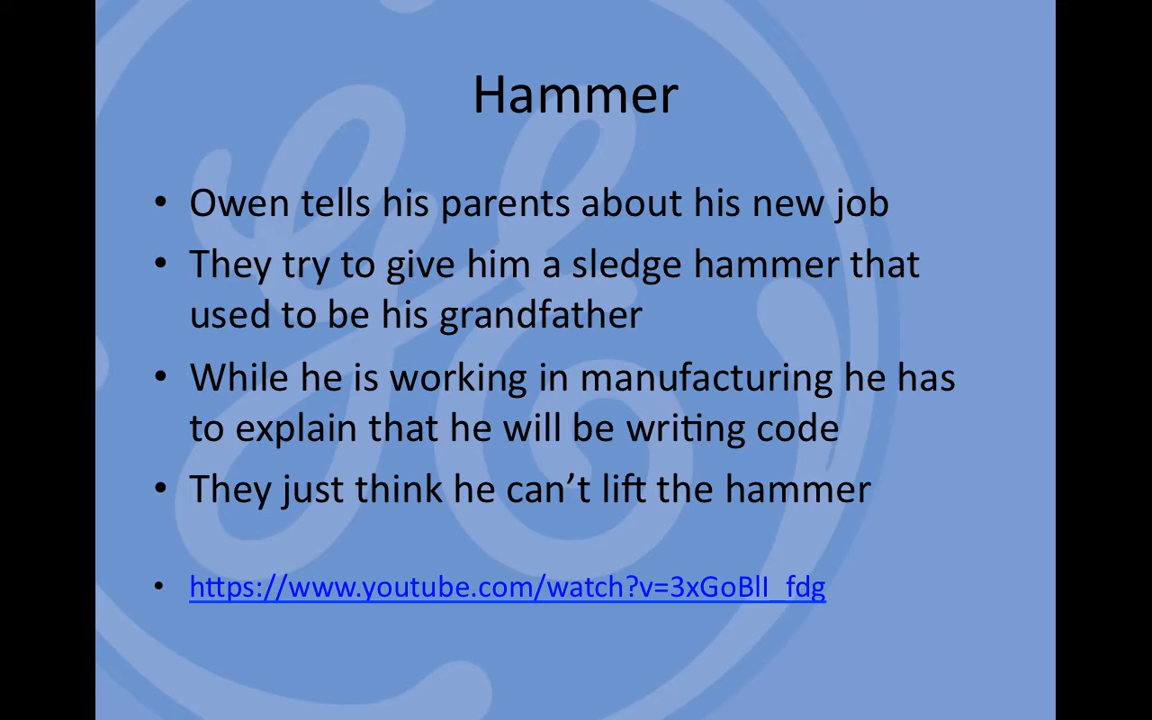 Hammer
• Owen tells his parents about his new job
• They try to give him a sledge hammer that
used to be his grandfather
• While he is working in manufacturing he has
to explain that he will be writing code
• They just think he can’t lift the hammer
• https://www.youtube.com/watch?v=3xGoBlI_fdg